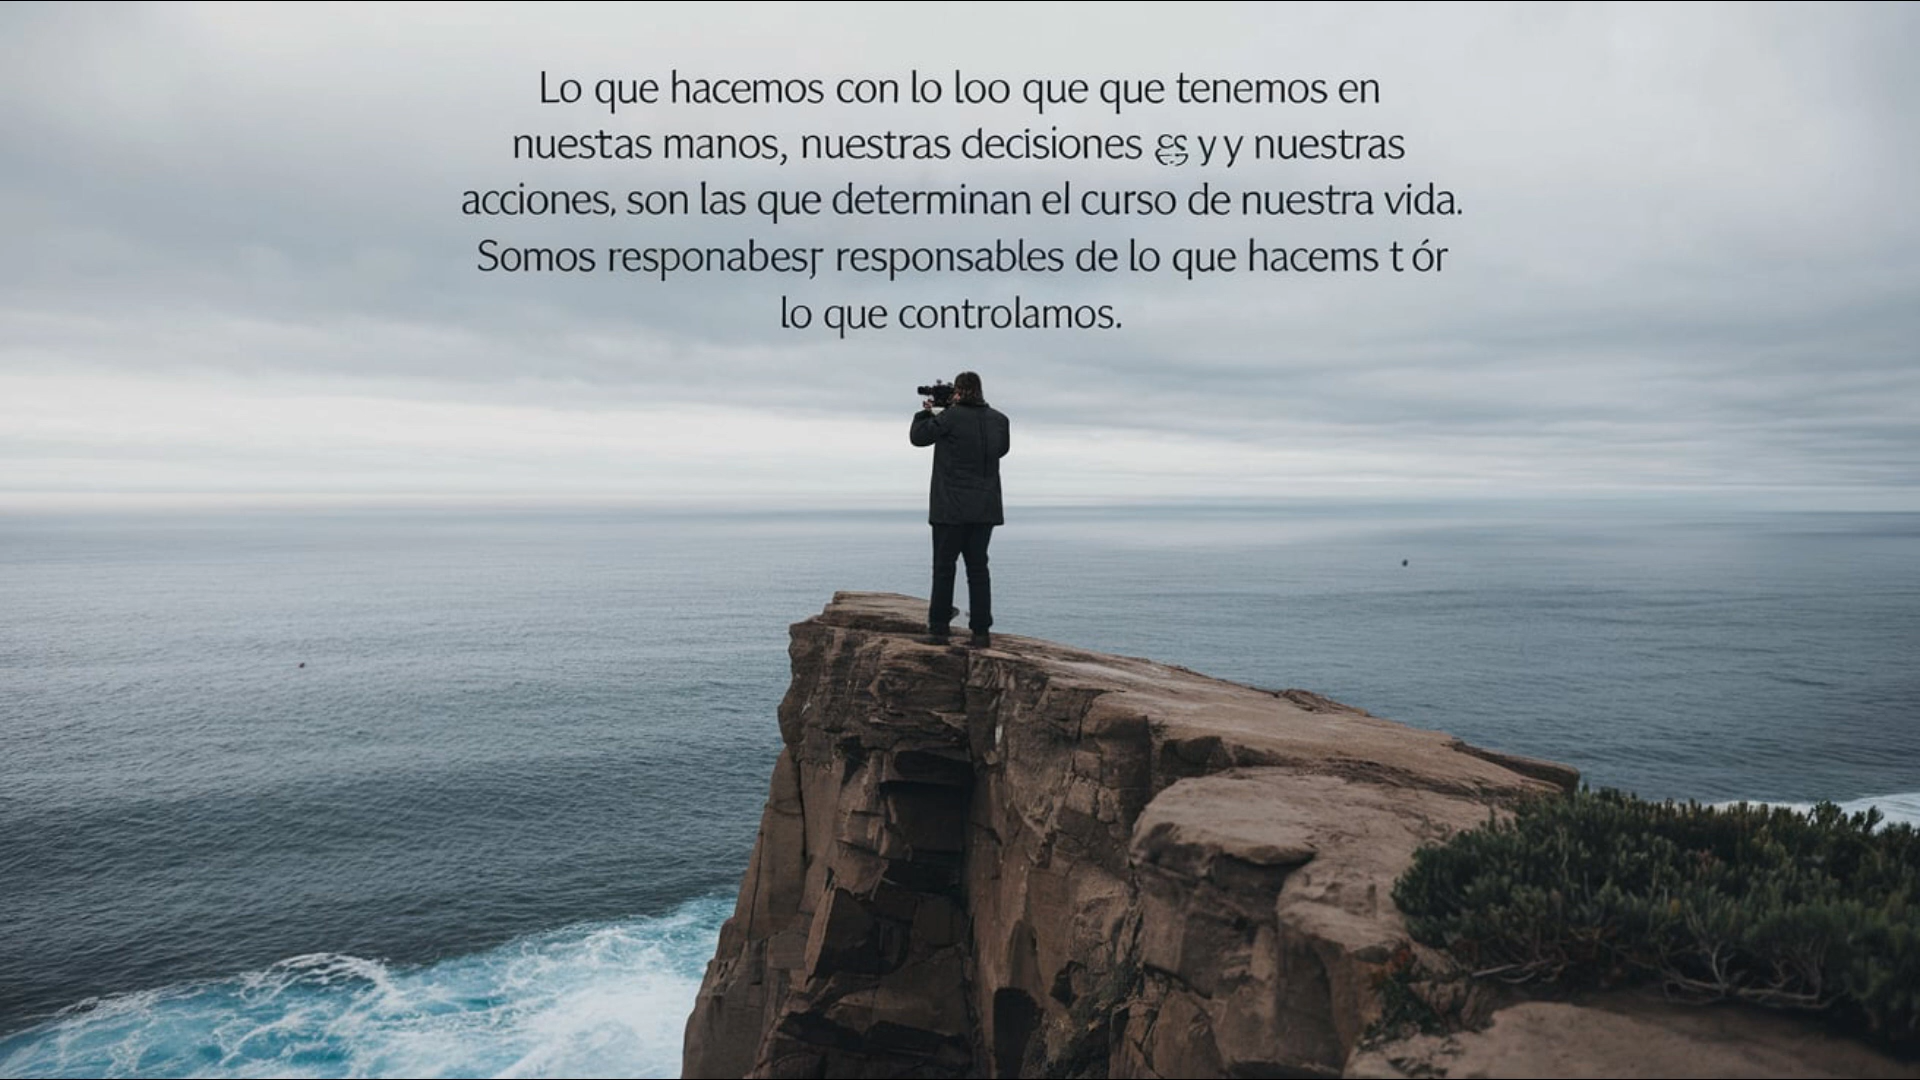 Lo que hacemos con lo loo que que tenemos en
nuestas manos, nuestras decisiones y y nuestras
acciones, son las que determinan el curso de nuestra vida.
Somos responsables de lo que hacems t ór
lo que controlamos.